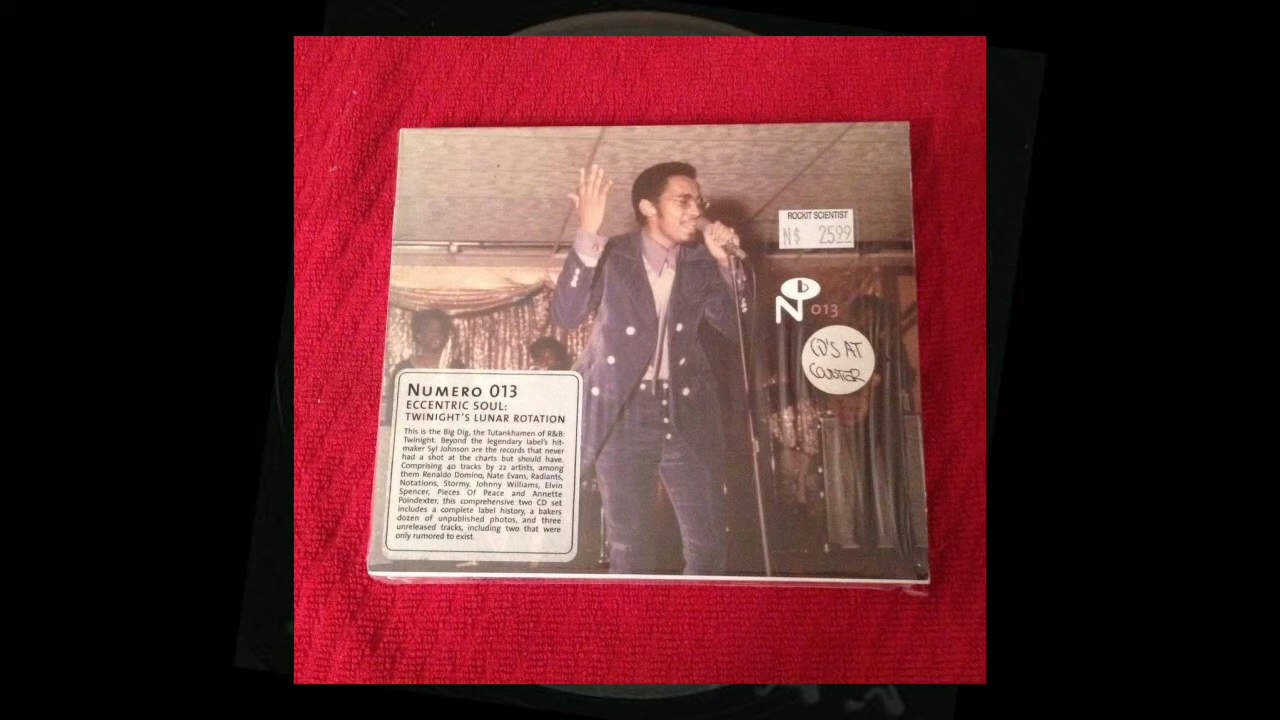 ROCKIT SCIENTIST
N$ 2599
N
013
CD'S AT
COUNTER
NUMERO 013
ECCENTRIC SOUL:
TWINIGHT'S LUNAR ROTATION
This is the Big Dig, the Tutankhamen of R&B:
Twinight. Beyond the legendary label's hit-
maker Syl Johnson are the records that never
had a shot at the charts but should have.
Comprising 40 tracks by 22 artists, among
them Renaldo Domino, Nate Evans, Radiants,
Notations, Stormy, Johnny Williams, Elvin
Spencer, Pieces Of Peace and Annette
Poindexter, this comprehensive two CD set
includes a complete label history, a bakers
dozen of unpublished photos, and three
unreleased tracks, including two that were
only rumored to exist.